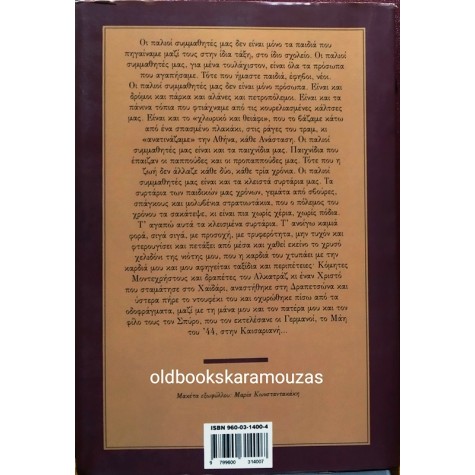 Οι παλιοί συμμαθητές μας δεν είναι μόνο τα παιδιά που
πηγαίναμε μαζί τους στην ίδια τάξη, στο ίδιο σχολείο. Οι παλιοί
συμμαθητές μας, για μένα τουλάχιστον, είναι όλα τα πρόσωπα
που αγαπήσαμε. Τότε που ήμαστε παιδιά, έφηβοι, νέοι.
Οι παλιοί συμμαθητές μας δεν είναι μόνο πρόσωπα. Είναι και
δρόμοι και πάρκα και αλάνες και πετροπόλεμοι. Είναι και τα
πάνινα τόπια που φτιάχναμε από τις κουρελιασμένες κάλτσες
μας. Είναι και το «χλωρικό και θειάφι», που το βάζαμε κάτω
από ένα σπασμένο πλακάκι, στις ράγες του τραμ, κι
«ανατινάζαμε» την Αθήνα, κάθε Ανάσταση. Οι παλιοί
συμμαθητές μας είναι και τα παιχνίδια μας. Παιχνίδια που
έπαιζαν οι παππούδες και οι προπαππούδες μας. Τότε που η
ζωή δεν άλλαζε κάθε δύο, κάθε τρία χρόνια. Οι παλιοί
συμμαθητές μας είναι και τα κλειστά συρτάρια μας. Τα
συρτάρια των παιδικών μας χρόνων, γεμάτα από σβούρες,
σπάγκους και μολυβένια στρατιωτάκια, που ο πόλεμος του
χρόνου τα σακάτεψε, κι είναι πια χωρίς χέρια, χωρίς πόδια.
Τ' αγαπώ αυτά τα κλεισμένα συρτάρια. Τ' ανοίγω καμιά
φορά, σιγά σιγά, με προσοχή, με τρυφερότητα, μην τυχόν και
φτερουγίσει και πετάξει από μέσα και χαθεί εκείνο το χρυσό
χελιδόνι της νιότης μου, που η καρδιά του χτυπάει με την
καρδιά μου και μου αφηγείται ταξίδια και περιπέτειες· Κόμητες
Μοντεχρήστους και δραπέτες του Αλκατράζ κι έναν Χριστό
που σταμάτησε στο Χαϊδάρι, αναστήθηκε στη Δραπετσώνα κι
ύστερα πήρε το ντουφέκι του και οχυρώθηκε πίσω από τα
οδοφράγματα, μαζί με τη μάνα μου και τον πατέρα μου και το
φίλο τους τον Σπύρο, που τον εκτελέσανε οι Γερμανοί, το Μάη
του '44, στην Καισαριανή...
oldbookskaramouzas
Μακέτα εξωφύλλου: Μαρία Κωνσταντακάκη
ISBN 960-03-1400-4
9 799600 314007